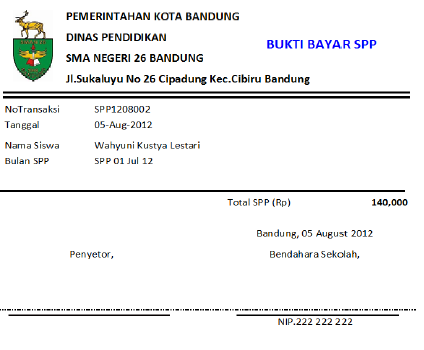 PEMERINTAHAN KOTA BANDUNG
DINAS PENDIDIKAN
SMA NEGERI 26 BANDUNG
Jl.Sukaluyu No 26 Cipadung Kec.Cibiru Bandung
BUKTI BAYAR SPP
NoTransaksi SPP1208002
Tanggal 05-Aug-2012
Nama Siswa Wahyuni Kustya Lestari
Bulan SPP SPP 01 Jul 12
Total SPP (Rp) 140,000
Bandung, 05 August 2012
Penyetor, Bendahara Sekolah,
NIP.222 222 222